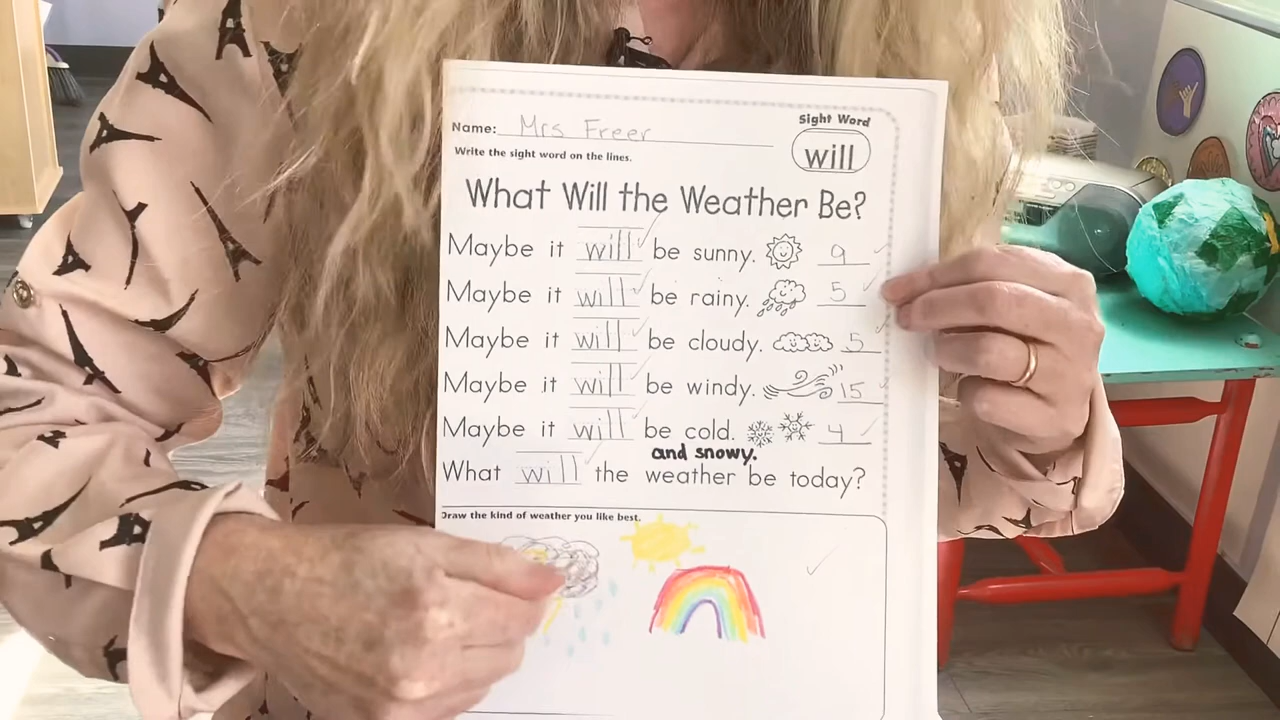 Sight Word
Name: Mrs Freer
will
Write the sight word on the lines.
What Will the Weather Be?
Maybe it will be sunny. 9
Maybe it will be rainy. 5
Maybe it will be cloudy. 5
Maybe it will be windy. 15
Maybe it will be cold. 4
and snowy.
What will the weather be today?
Draw the kind of weather you like best.